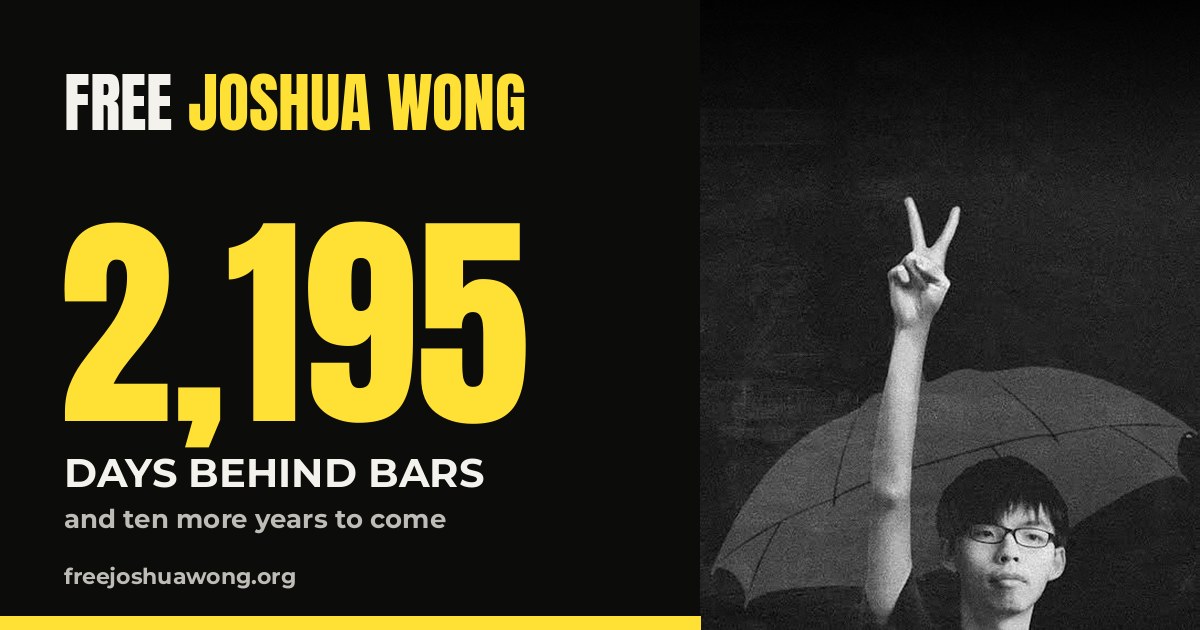 FREE JOSHUA WONG
2,195
DAYS BEHIND BARS
and ten more years to come
freejoshuawong.org